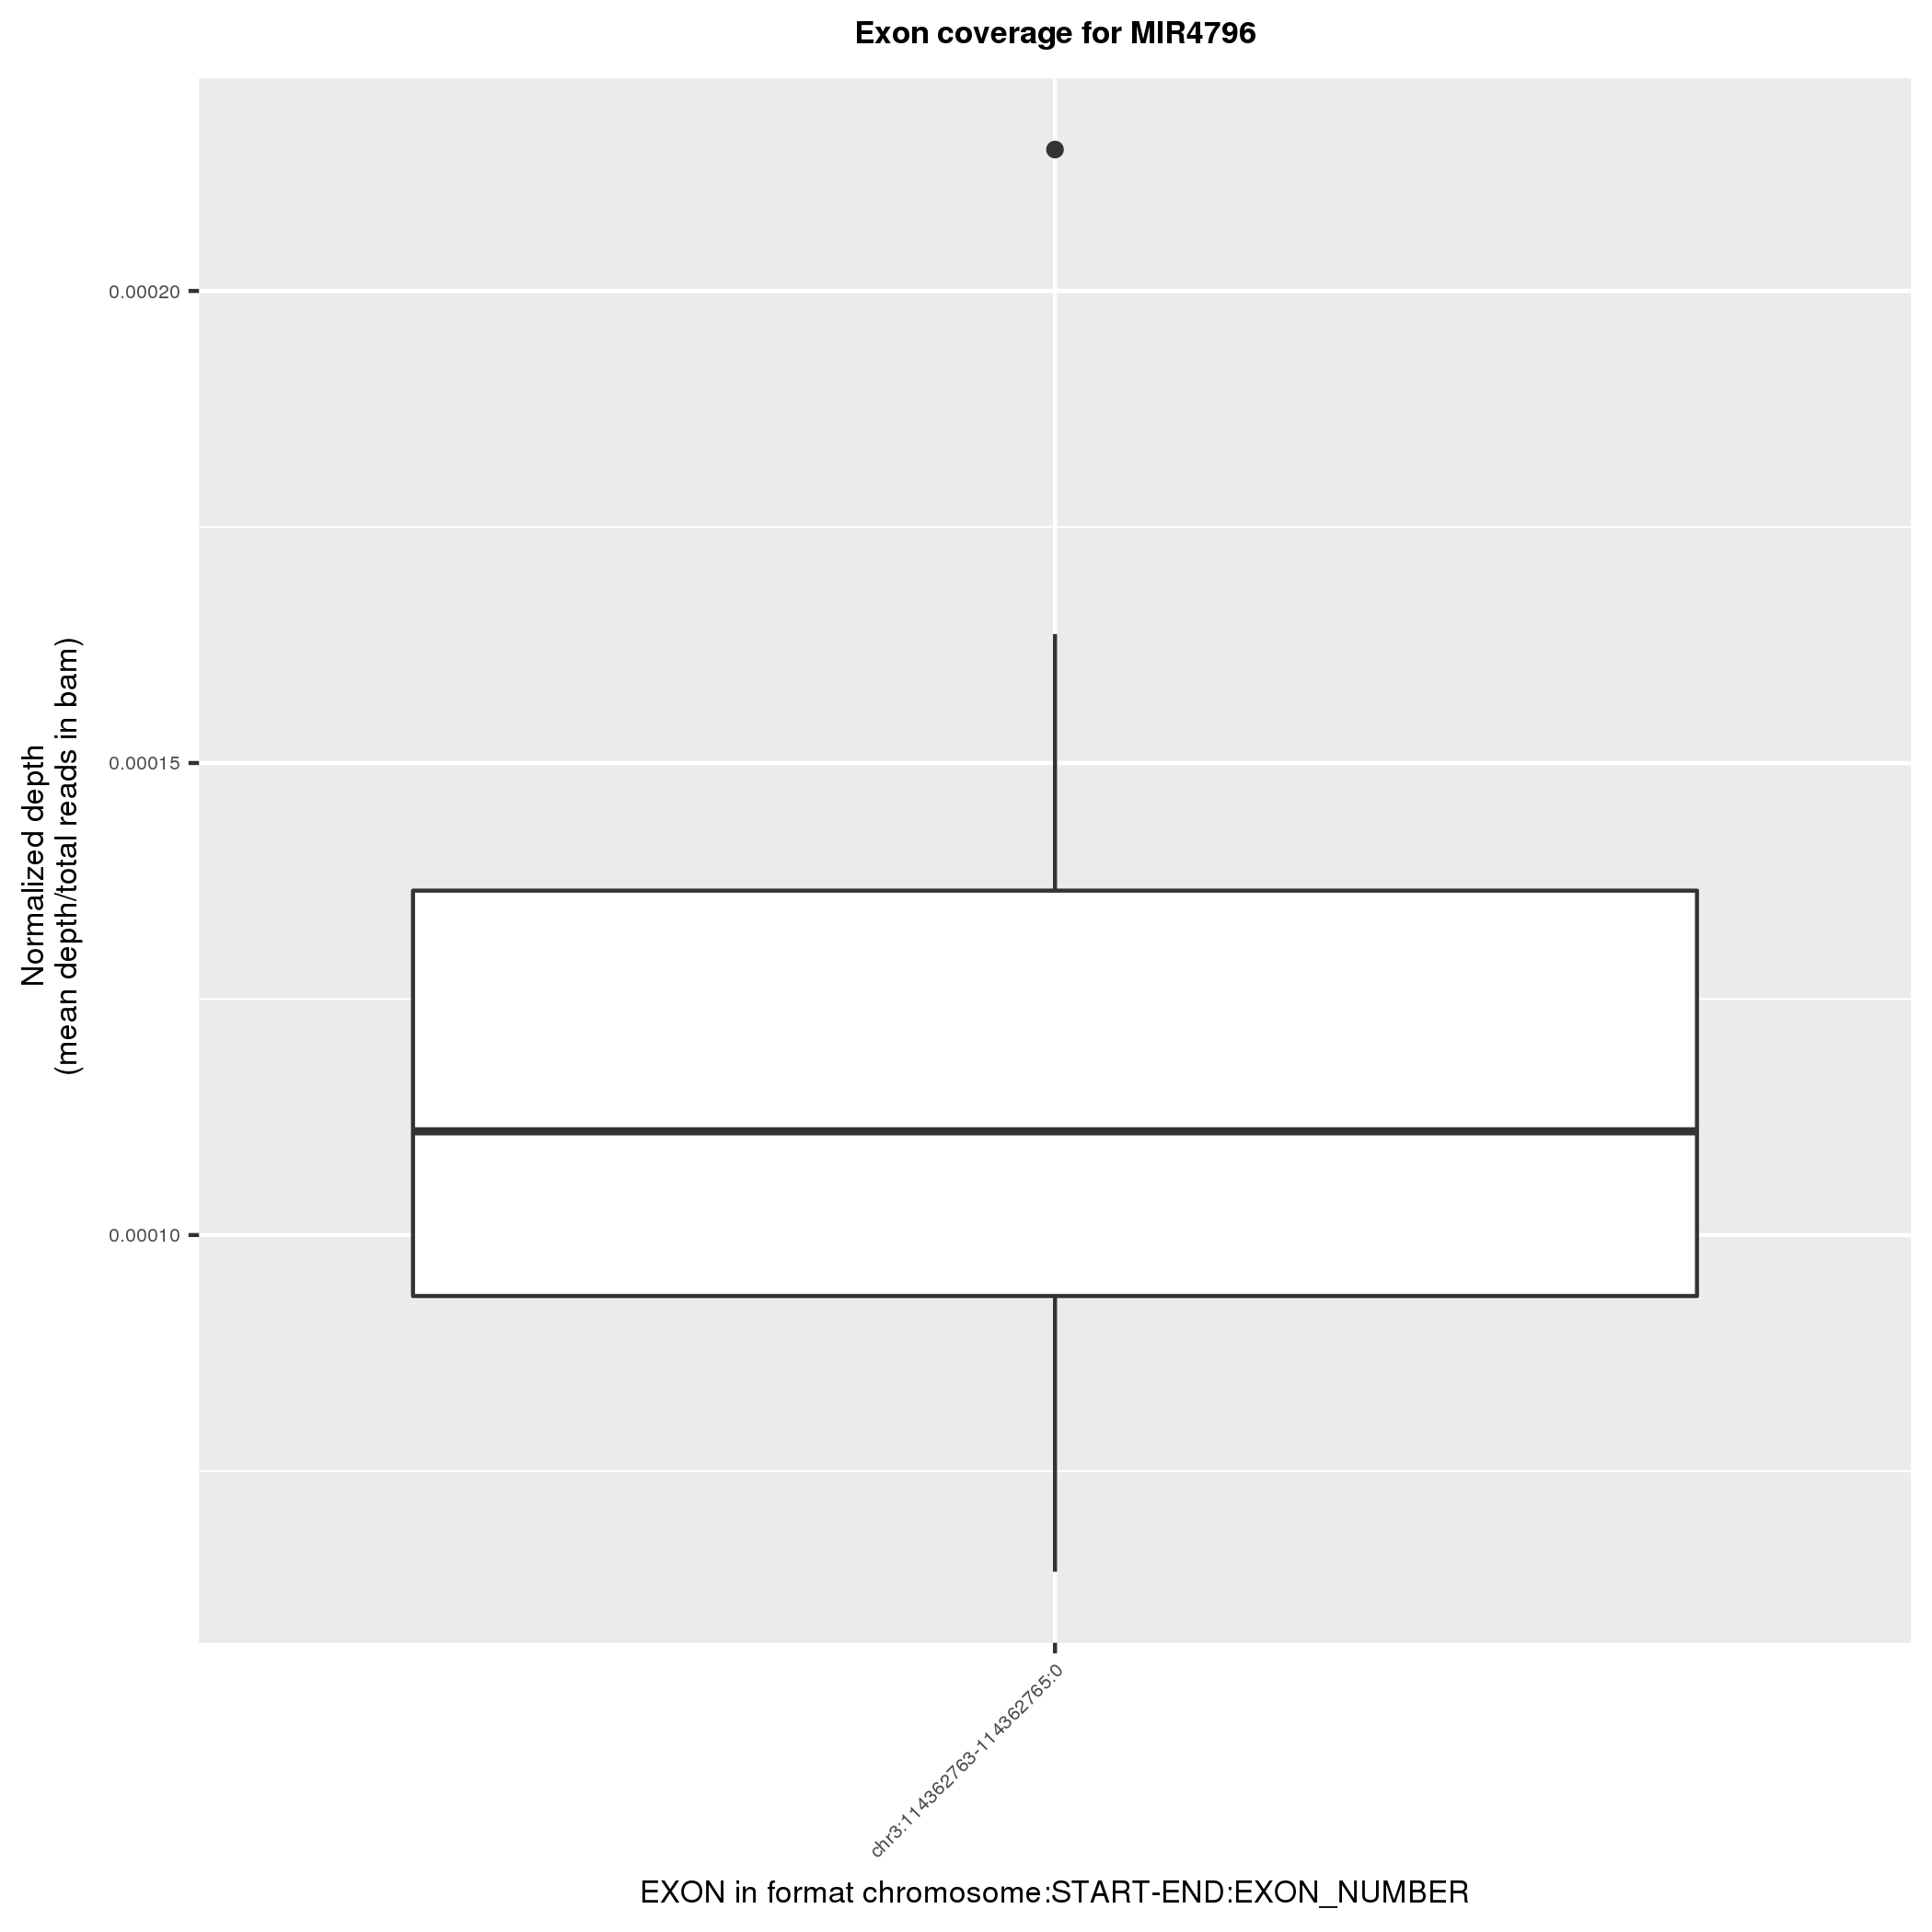 Exon coverage for MIR4796
0.00020
0.00015
0.00010
Normalized depth
(mean depth/total reads in bam)
chr3:114362763-114362765:0
EXON in format chromosome:START-END:EXON_NUMBER